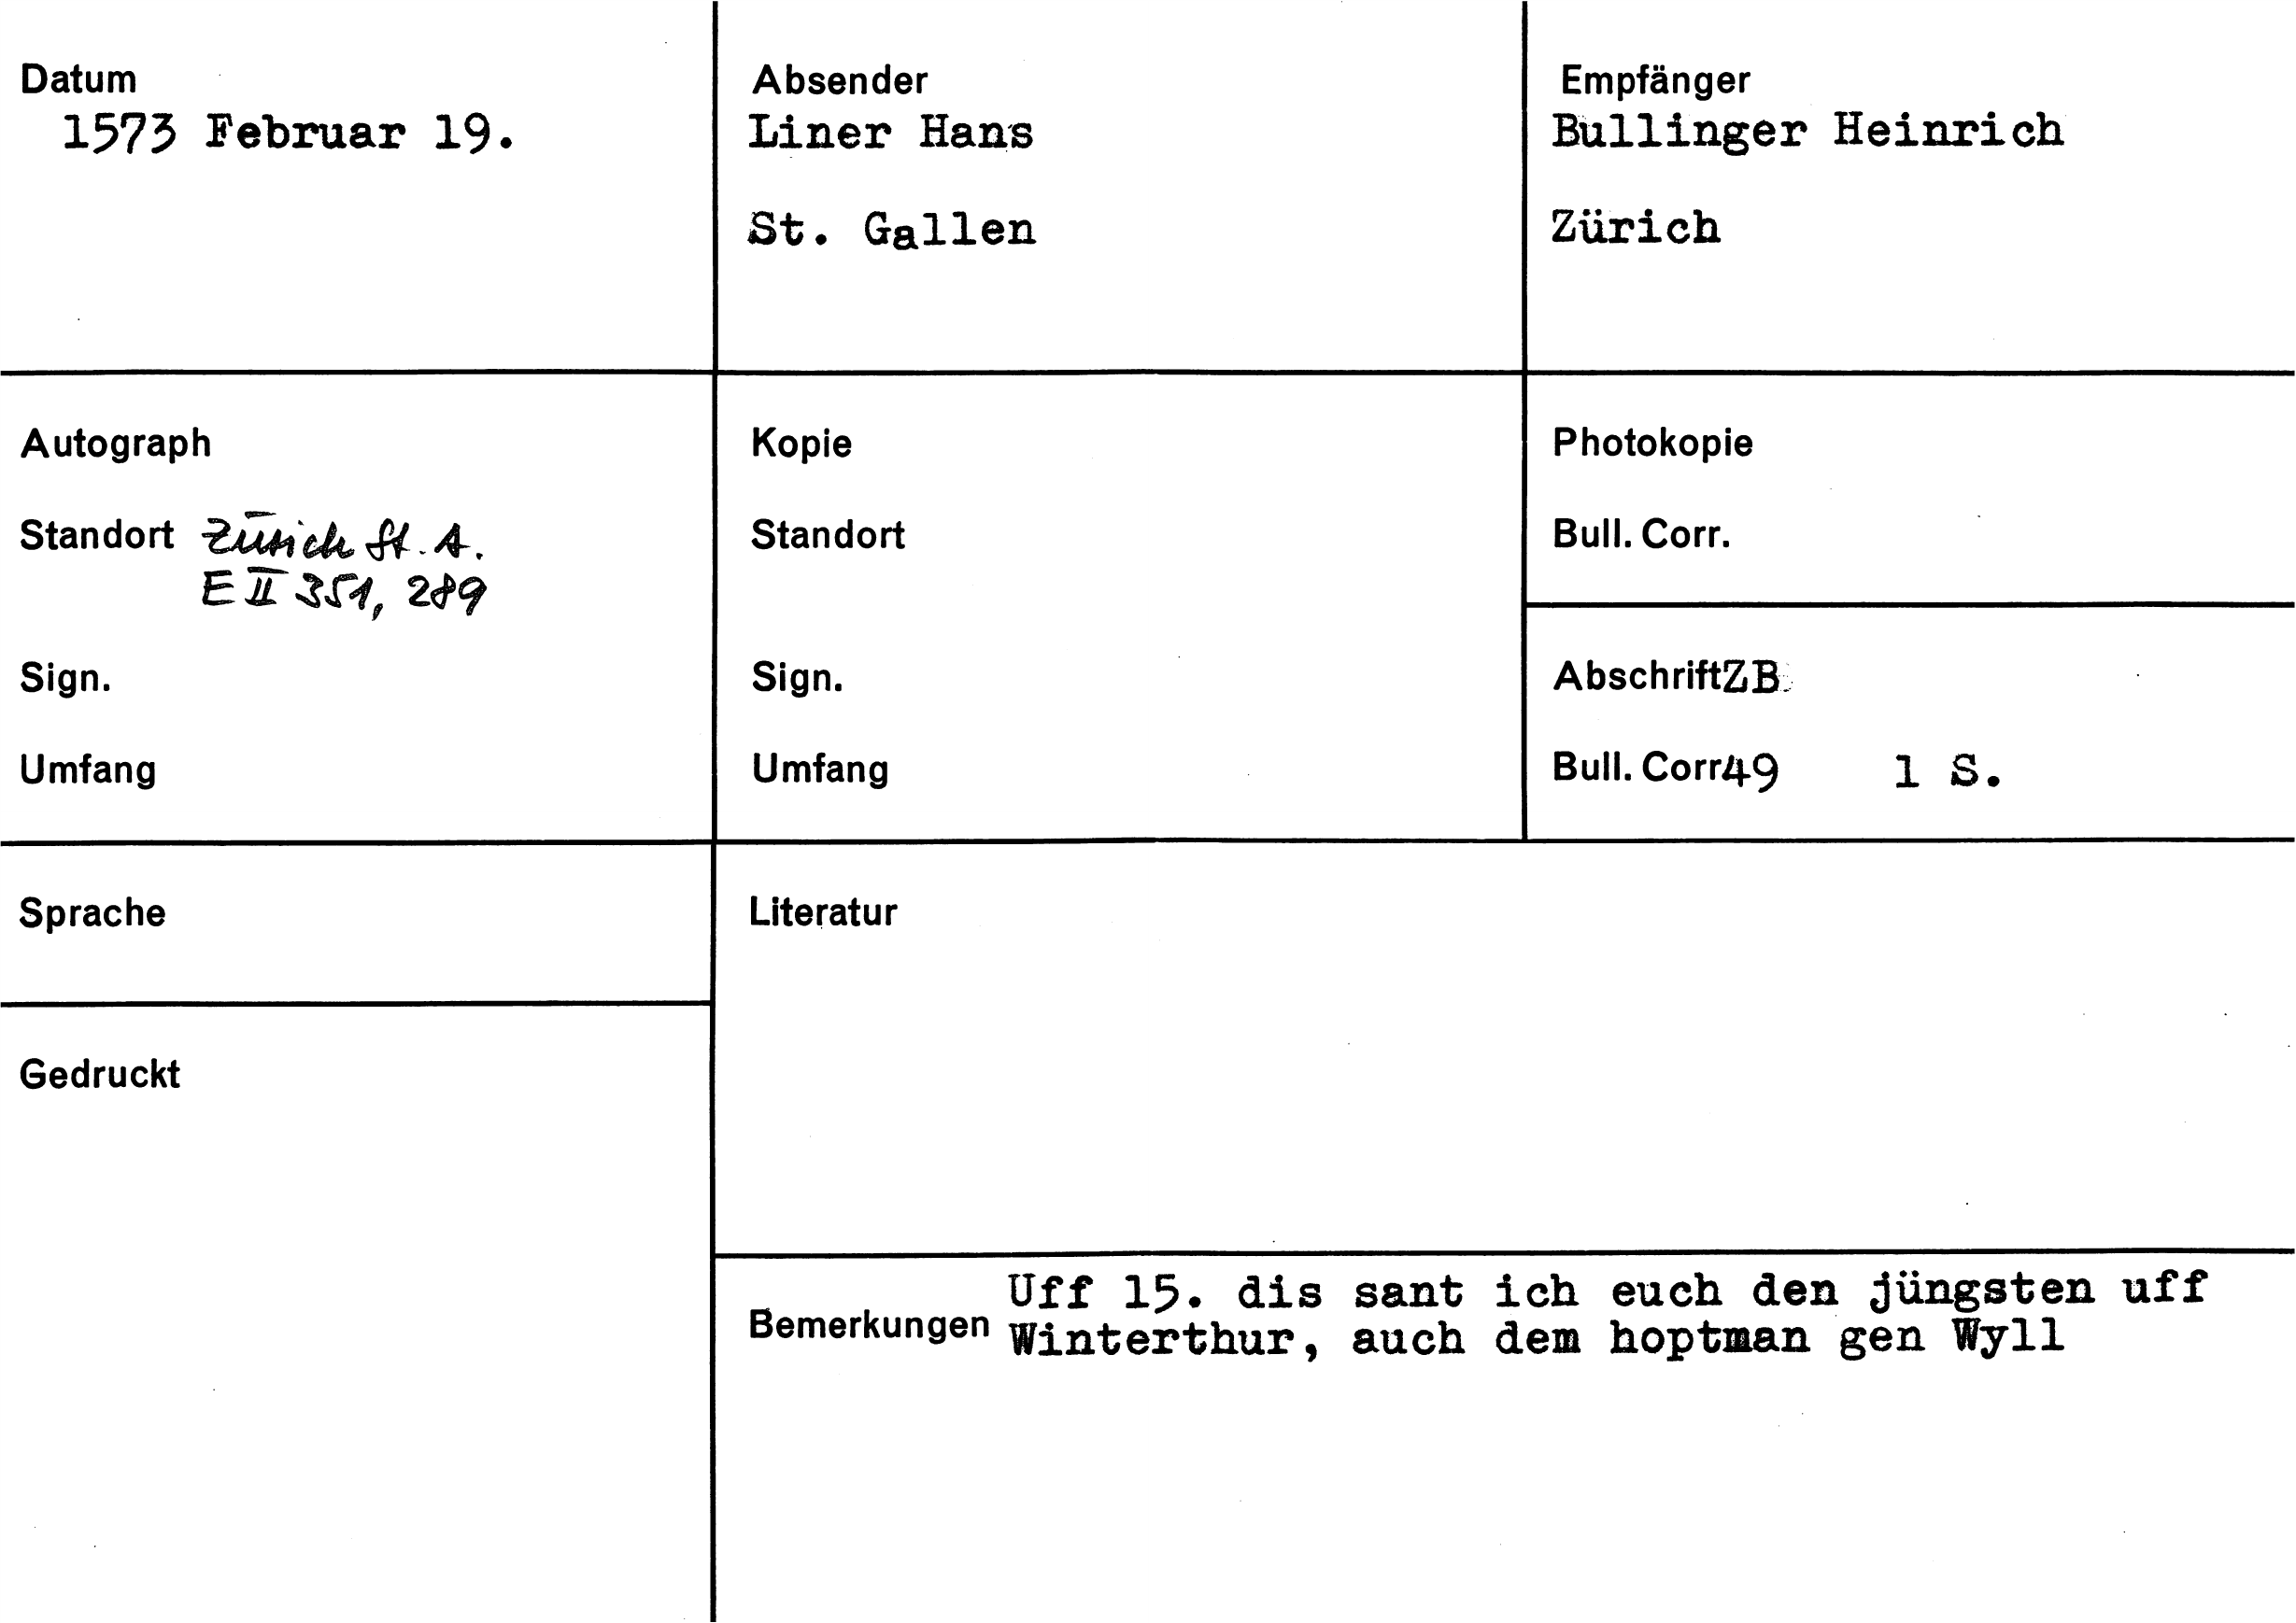 Datum
1573 Februar 19.
Absender
Liner Hans
St. Gallen
Empfänger
Bullinger Heinrich
Zürich
Autograph
Standort Zürich St. A.
E II 351, 289
Sign.
Umfang
Kopie
Standort
Sign.
Umfang
Photokopie
Bull. Corr.
Abschrift ZB
Bull. Corr 49 1 S.
Sprache
Literatur
Gedruckt
Bemerkungen
Uff 15. dis sant ich euch den jüngsten uff
Winterthur, auch dem hoptman gen Wyll